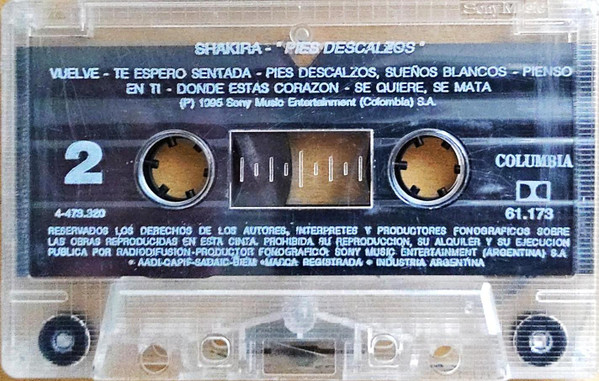 Sony Music
SHAKIRA - "PIES DESCALZOS"
VUELVE - TE ESPERO SENTADA - PIES DESCALZOS, SUEÑOS BLANCOS - PIENSO
EN TI - DONDE ESTAS CORAZON - SE QUIERE, SE MATA
(P) 1995 Sony Music Entertainment (Colombia) S.A.
2
COLUMBIA
4-473.320
61.173
RESERVADOS LOS DERECHOS DE LOS AUTORES, INTERPRETES Y PRODUCTORES FONOGRAFICOS SOBRE
LAS OBRAS REPRODUCIDAS EN ESTA CINTA. PROHIBIDA SU REPRODUCCION, SU ALQUILER Y SU EJECUCION
PUBLICA POR RADIODIFUSION-PRODUCTOR FONOGRAFICO: SONY MUSIC ENTERTAINMENT (ARGENTINA) S.A
• AADI-CAPIF-SADAIC-BIEM •MARCA REGISTRADA • INDUSTRIA ARGENTINA